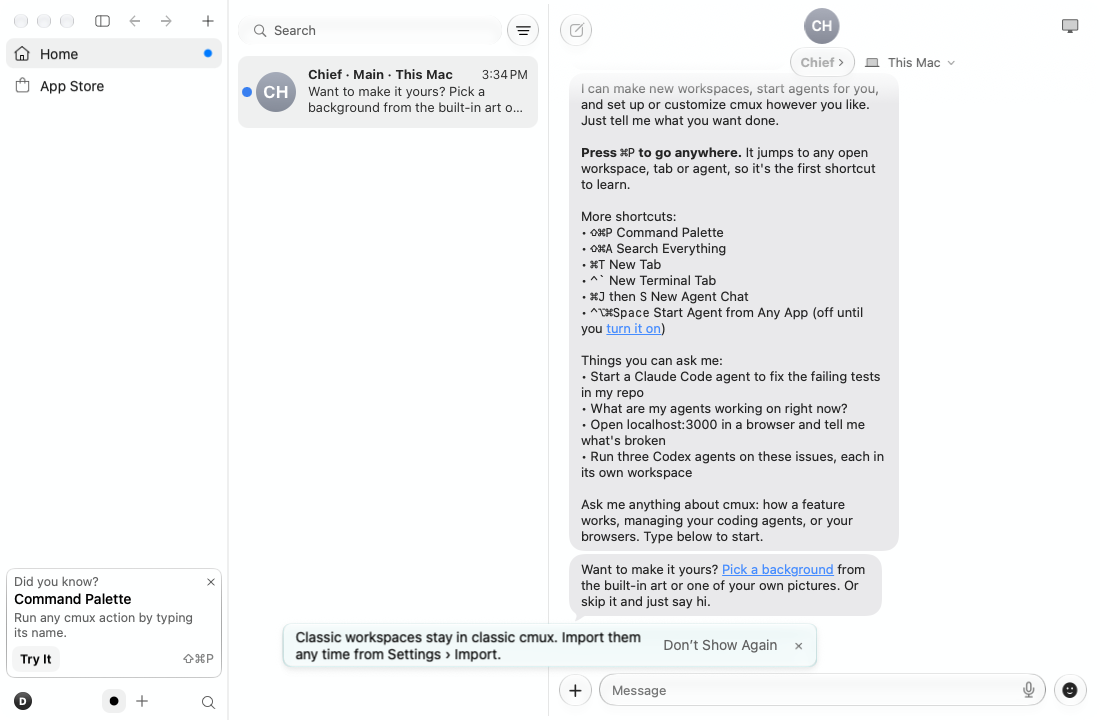 Home
App Store
Did you know?
Command Palette
Run any cmux action by typing
its name.
Try It
⇧⌘P
D
Search
CH
Chief · Main · This Mac
3:34 PM
Want to make it yours? Pick a
background from the built-in art o…
CH
Chief ›
This Mac
I can make new workspaces, start agents for you,
and set up or customize cmux however you like.
Just tell me what you want done.
Press ⌘P to go anywhere. It jumps to any open
workspace, tab or agent, so it's the first shortcut
to learn.
More shortcuts:
• ⇧⌘P Command Palette
• ⇧⌘A Search Everything
• ⌘T New Tab
• ^` New Terminal Tab
• ⌘J then S New Agent Chat
• ^⌥⌘Space Start Agent from Any App (off until
you turn it on)
Things you can ask me:
• Start a Claude Code agent to fix the failing tests
in my repo
• What are my agents working on right now?
• Open localhost:3000 in a browser and tell me
what's broken
• Run three Codex agents on these issues, each in
its own workspace
Ask me anything about cmux: how a feature
works, managing your coding agents, or your
browsers. Type below to start.
Want to make it yours? Pick a background from
the built-in art or one of your own pictures. Or
skip it and just say hi.
Classic workspaces stay in classic cmux. Import them
any time from Settings › Import.
Don't Show Again
Message